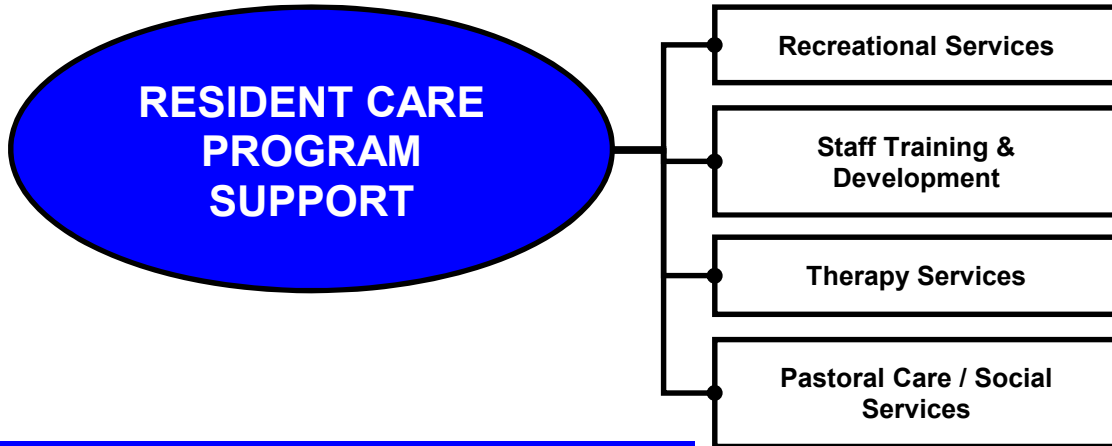 RESIDENT CARE
PROGRAM
SUPPORT
Recreational Services
Staff Training &
Development
Therapy Services
Pastoral Care / Social
Services